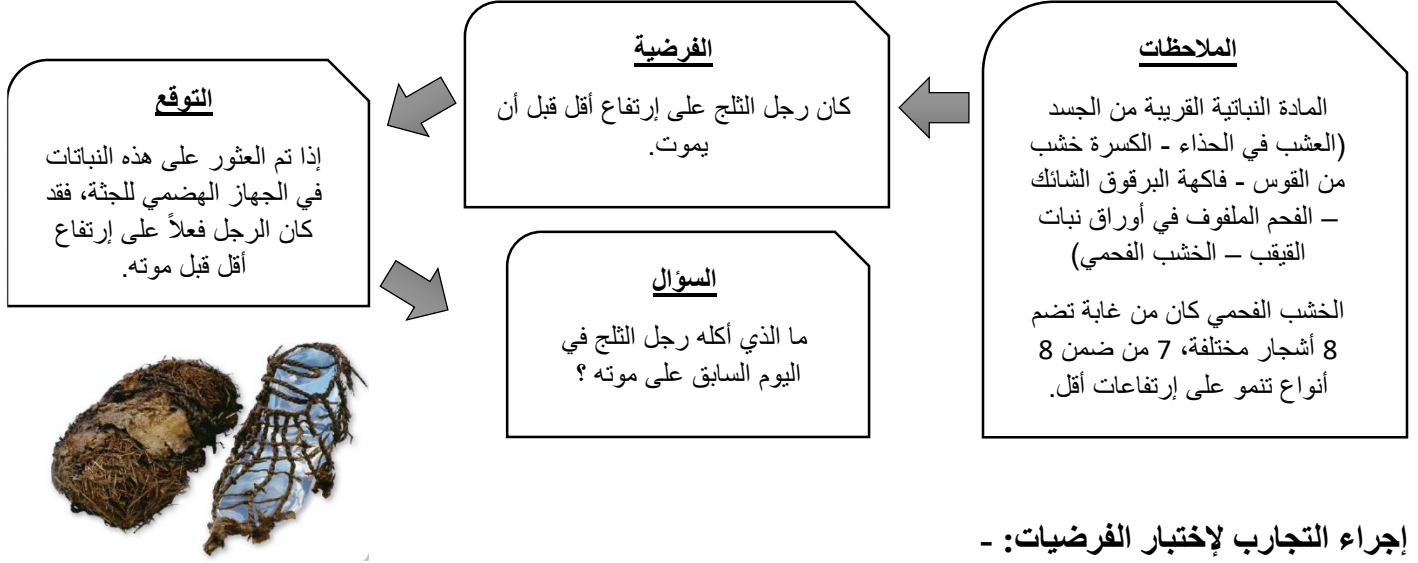 الملاحظات
المادة النباتية القريبة من الجسد
(العشب في الحذاء - الكسرة خشب
من القوس - فاكهة البرقوق الشائك
– الفحم الملفوف في أوراق نبات
القيقب – الخشب الفحمي)
الخشب الفحمي كان من غابة تضم
8 أشجار مختلفة، 7 من ضمن 8
أنواع تنمو على إرتفاعات أقل.
الفرضية
كان رجل الثلج على إرتفاع أقل قبل أن
يموت.
التوقع
إذا تم العثور على هذه النباتات
في الجهاز الهضمي للجثة، فقد
كان الرجل فعلاً على إرتفاع
أقل قبل موته.
السؤال
ما الذي أكله رجل الثلج في
اليوم السابق على موته ؟
إجراء التجارب لإختبار الفرضيات: -